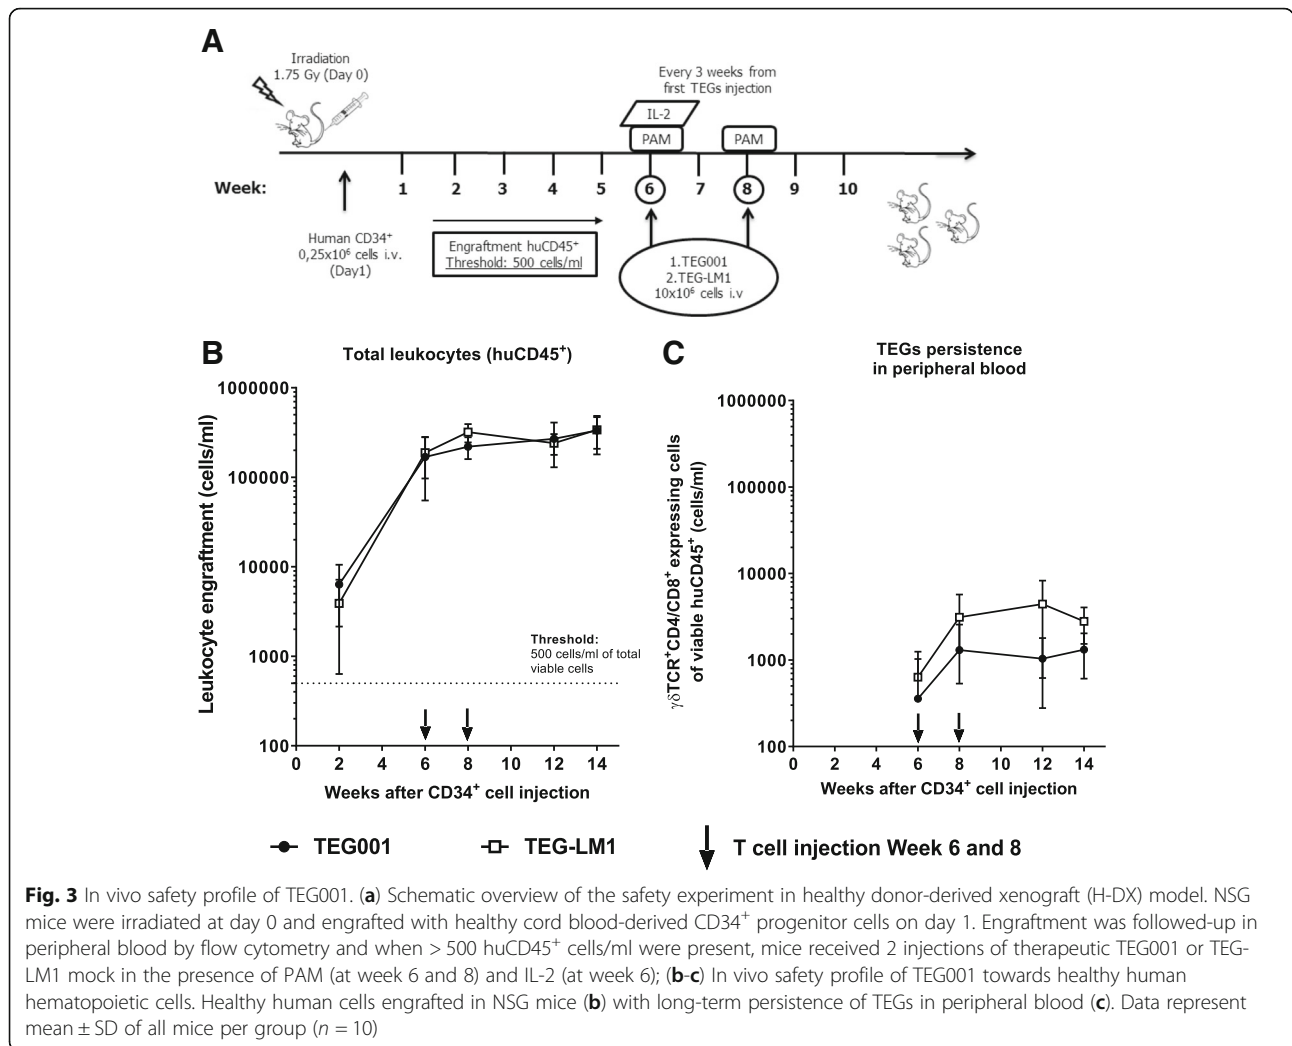 A
Irradiation
1.75 Gy (Day 0)
Every 3 weeks from
first TEGs injection
IL-2
PAM
PAM
Week:
1
2
3
4
5
6
7
8
9
10
Human CD34⁺
0,25x10⁶ cells i.v.
(Day1)
Engraftment huCD45⁺
Threshold: 500 cells/ml
1.TEG001
2.TEG-LM1
10x10⁶ cells i.v
B
Total leukocytes (huCD45⁺)
Leukocyte engraftment (cells/ml)
1000000
100000
10000
1000
100
Threshold:
500 cells/ml of total
viable cells
0
2
4
6
8
10
12
14
Weeks after CD34⁺ cell injection
C
TEGs persistence
in peripheral blood
γδTCR⁺CD4/CD8⁺ expressing cells
of viable huCD45⁺ (cells/ml)
1000000
100000
10000
1000
100
0
2
4
6
8
10
12
14
Weeks after CD34⁺ cell injection
TEG001
TEG-LM1
T cell injection Week 6 and 8
Fig. 3 In vivo safety profile of TEG001. (a) Schematic overview of the safety experiment in healthy donor-derived xenograft (H-DX) model. NSG
mice were irradiated at day 0 and engrafted with healthy cord blood-derived CD34⁺ progenitor cells on day 1. Engraftment was followed-up in
peripheral blood by flow cytometry and when > 500 huCD45⁺ cells/ml were present, mice received 2 injections of therapeutic TEG001 or TEG-
LM1 mock in the presence of PAM (at week 6 and 8) and IL-2 (at week 6); (b-c) In vivo safety profile of TEG001 towards healthy human
hematopoietic cells. Healthy human cells engrafted in NSG mice (b) with long-term persistence of TEGs in peripheral blood (c). Data represent
mean ± SD of all mice per group (n = 10)